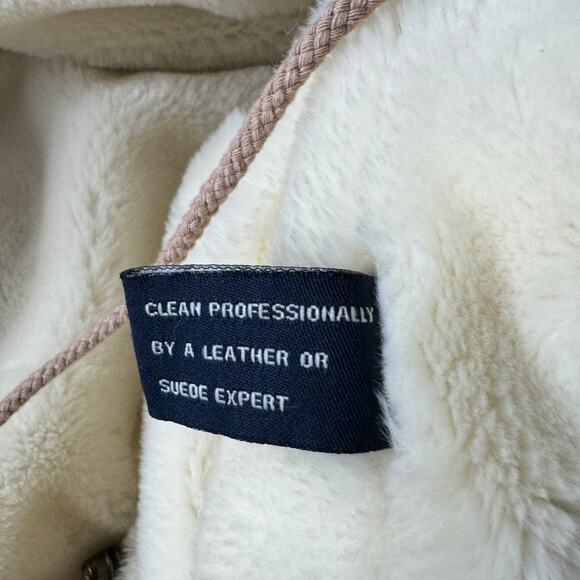 CLEAN PROFESSIONALLY
BY A LEATHER OR
SUEDE EXPERT